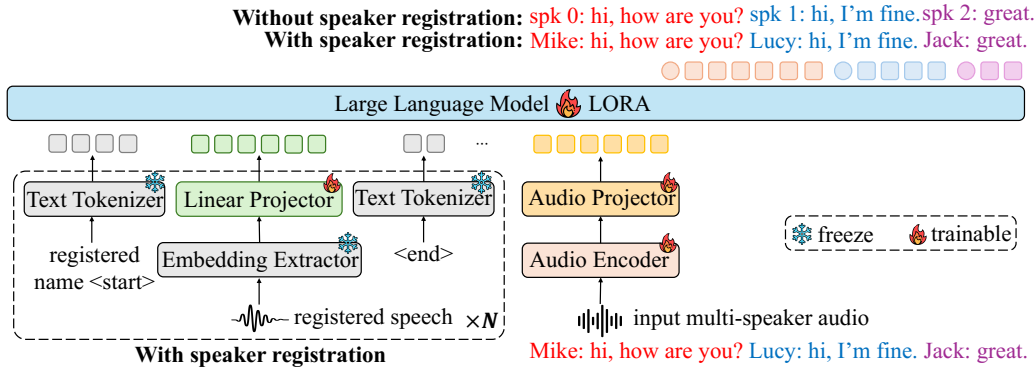 Without speaker registration: spk 0: hi, how are you? spk 1: hi, I'm fine. spk 2: great.
With speaker registration: Mike: hi, how are you? Lucy: hi, I'm fine. Jack: great.
Large Language Model LORA
...
Text Tokenizer Linear Projector Text Tokenizer Audio Projector
freeze trainable
registered
name <start>
Embedding Extractor <end> Audio Encoder
registered speech ×N input multi-speaker audio
With speaker registration Mike: hi, how are you? Lucy: hi, I'm fine. Jack: great.